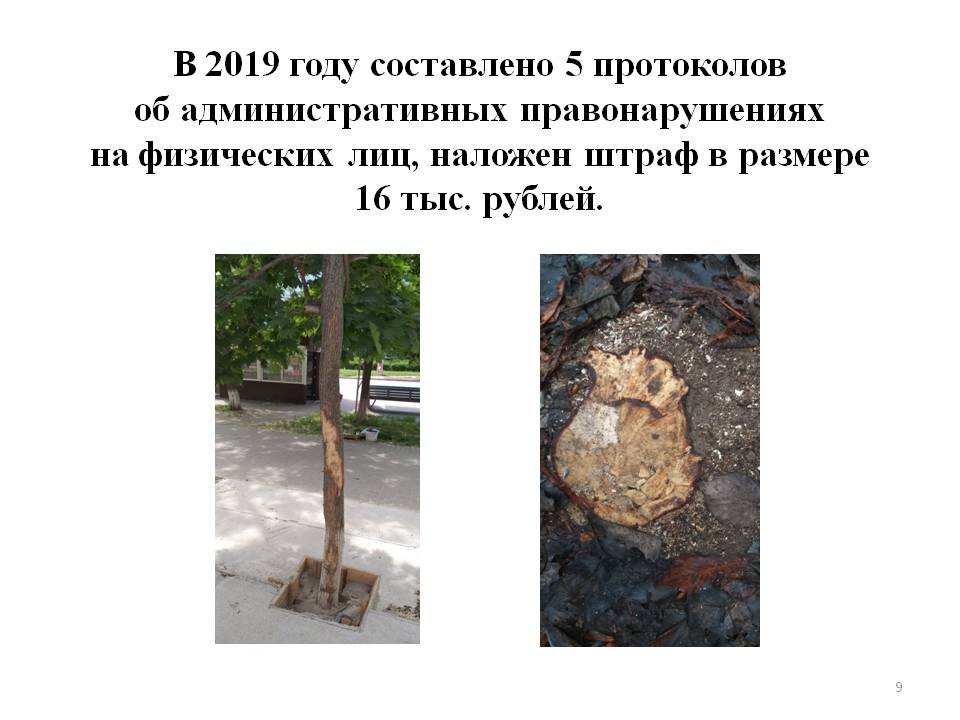 В 2019 году составлено 5 протоколов
об административных правонарушениях
на физических лиц, наложен штраф в размере
16 тыс. рублей.
9